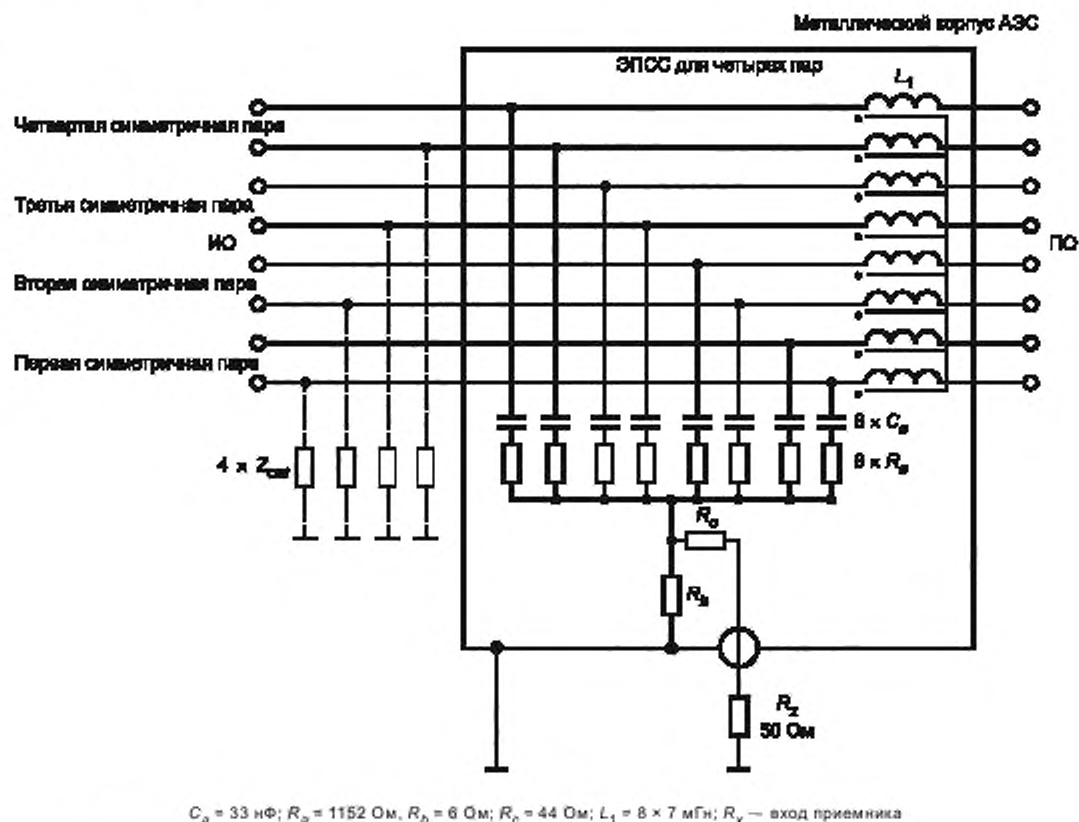 Металлический корпус АЭС
ЭПСС для четырех пар
L1
Четвертая симметричная пара
Третья симметричная пара
ИО
ПО
Вторая симметричная пара
Первая симметричная пара
8 × Ca
4 × Zcat
8 × Ra
Rc
Rb
Rx
50 Ом
Ca = 33 нФ; Ra = 1152 Ом, Rb = 6 Ом; Rc = 44 Ом; L1 = 8 × 7 мГн; Rx — вход приемника